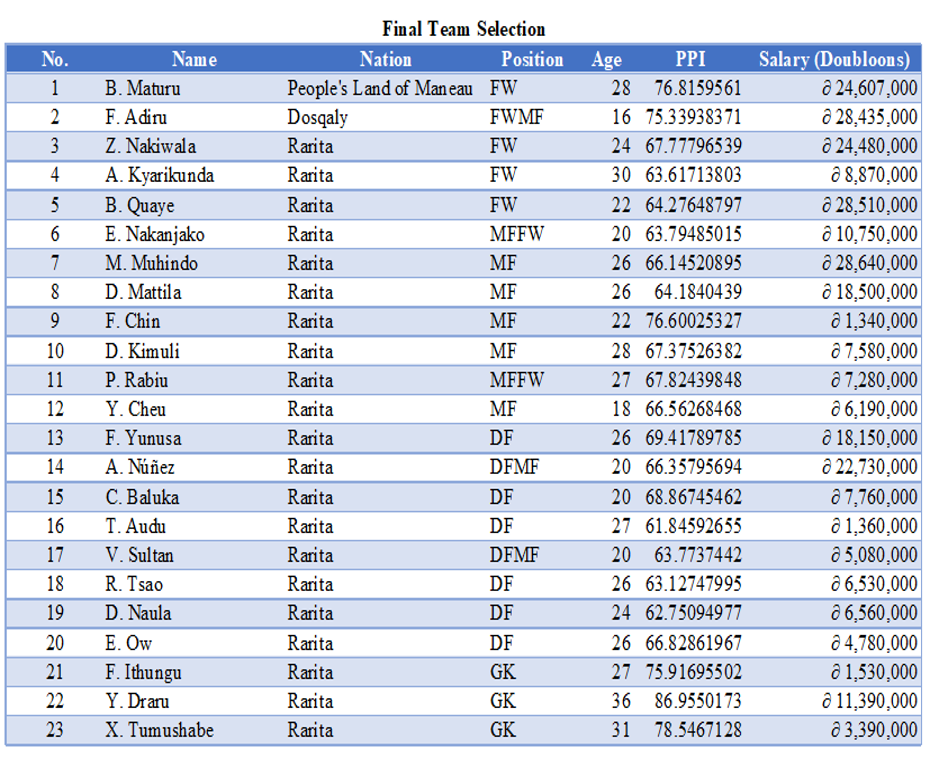 Final Team Selection
No. Name Nation Position Age PPI Salary (Doubloons)
1 B. Maturu People's Land of Maneau FW 28 76.8159561 ∂ 24,607,000
2 F. Adiru Dosqaly FWMF 16 75.33938371 ∂ 28,435,000
3 Z. Nakiwala Rarita FW 24 67.77796539 ∂ 24,480,000
4 A. Kyarikunda Rarita FW 30 63.61713803 ∂ 8,870,000
5 B. Quaye Rarita FW 22 64.27648797 ∂ 28,510,000
6 E. Nakanjako Rarita MFFW 20 63.79485015 ∂ 10,750,000
7 M. Muhindo Rarita MF 26 66.14520895 ∂ 28,640,000
8 D. Mattila Rarita MF 26 64.1840439 ∂ 18,500,000
9 F. Chin Rarita MF 22 76.60025327 ∂ 1,340,000
10 D. Kimuli Rarita MF 28 67.37526382 ∂ 7,580,000
11 P. Rabiu Rarita MFFW 27 67.82439848 ∂ 7,280,000
12 Y. Cheu Rarita MF 18 66.56268468 ∂ 6,190,000
13 F. Yunusa Rarita DF 26 69.41789785 ∂ 18,150,000
14 A. Núñez Rarita DFMF 20 66.35795694 ∂ 22,730,000
15 C. Baluka Rarita DF 20 68.86745462 ∂ 7,760,000
16 T. Audu Rarita DF 27 61.84592655 ∂ 1,360,000
17 V. Sultan Rarita DFMF 20 63.7737442 ∂ 5,080,000
18 R. Tsao Rarita DF 26 63.12747995 ∂ 6,530,000
19 D. Naula Rarita DF 24 62.75094977 ∂ 6,560,000
20 E. Ow Rarita DF 26 66.82861967 ∂ 4,780,000
21 F. Ithungu Rarita GK 27 75.91695502 ∂ 1,530,000
22 Y. Draru Rarita GK 36 86.9550173 ∂ 11,390,000
23 X. Tumushabe Rarita GK 31 78.5467128 ∂ 3,390,000